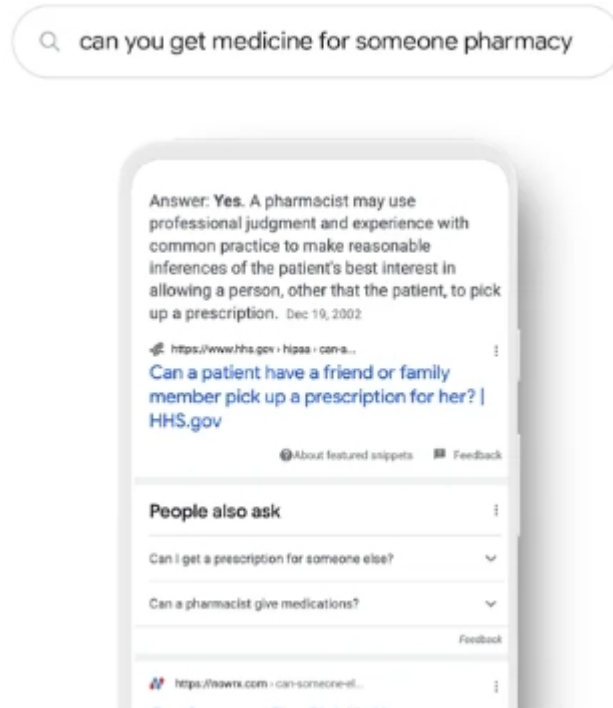 can you get medicine for someone pharmacy
Answer: Yes. A pharmacist may use
professional judgment and experience with
common practice to make reasonable
inferences of the patient's best interest in
allowing a person, other that the patient, to pick
up a prescription. Dec 19, 2002
https://www.hhs.gov › hipaa › can-a...
Can a patient have a friend or family
member pick up a prescription for her? |
HHS.gov
About featured snippets Feedback
People also ask
Can I get a prescription for someone else?
Can a pharmacist give medications?
Feedback
https://nowrx.com › can-someone-el...